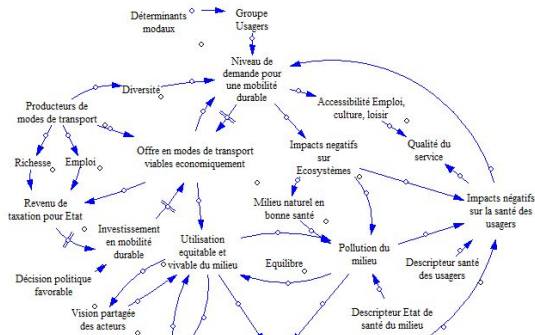 Déterminants
modaux
Groupe
Usagers
Niveau de
demande pour
une mobilité
durable
Diversité
Producteurs de
modes de transport
Accessibilité Emploi,
culture, loisir
Offre en modes de transport
viables economiquement
Impacts negatifs
sur
Ecosystèmes
Qualité du
service
Richesse
Emploi
Revenu de
taxation pour Etat
Milieu naturel en
bonne santé
Impacts négatifs
sur la santé des
usagers
Investissement
en mobilité
durable
Utilisation
equitable et
vivable du milieu
Pollution du
milieu
Equilibre
Descripteur santé
des usagers
Décision politique
favorable
Vision partagée
des acteurs
Descripteur Etat de
santé du milieu